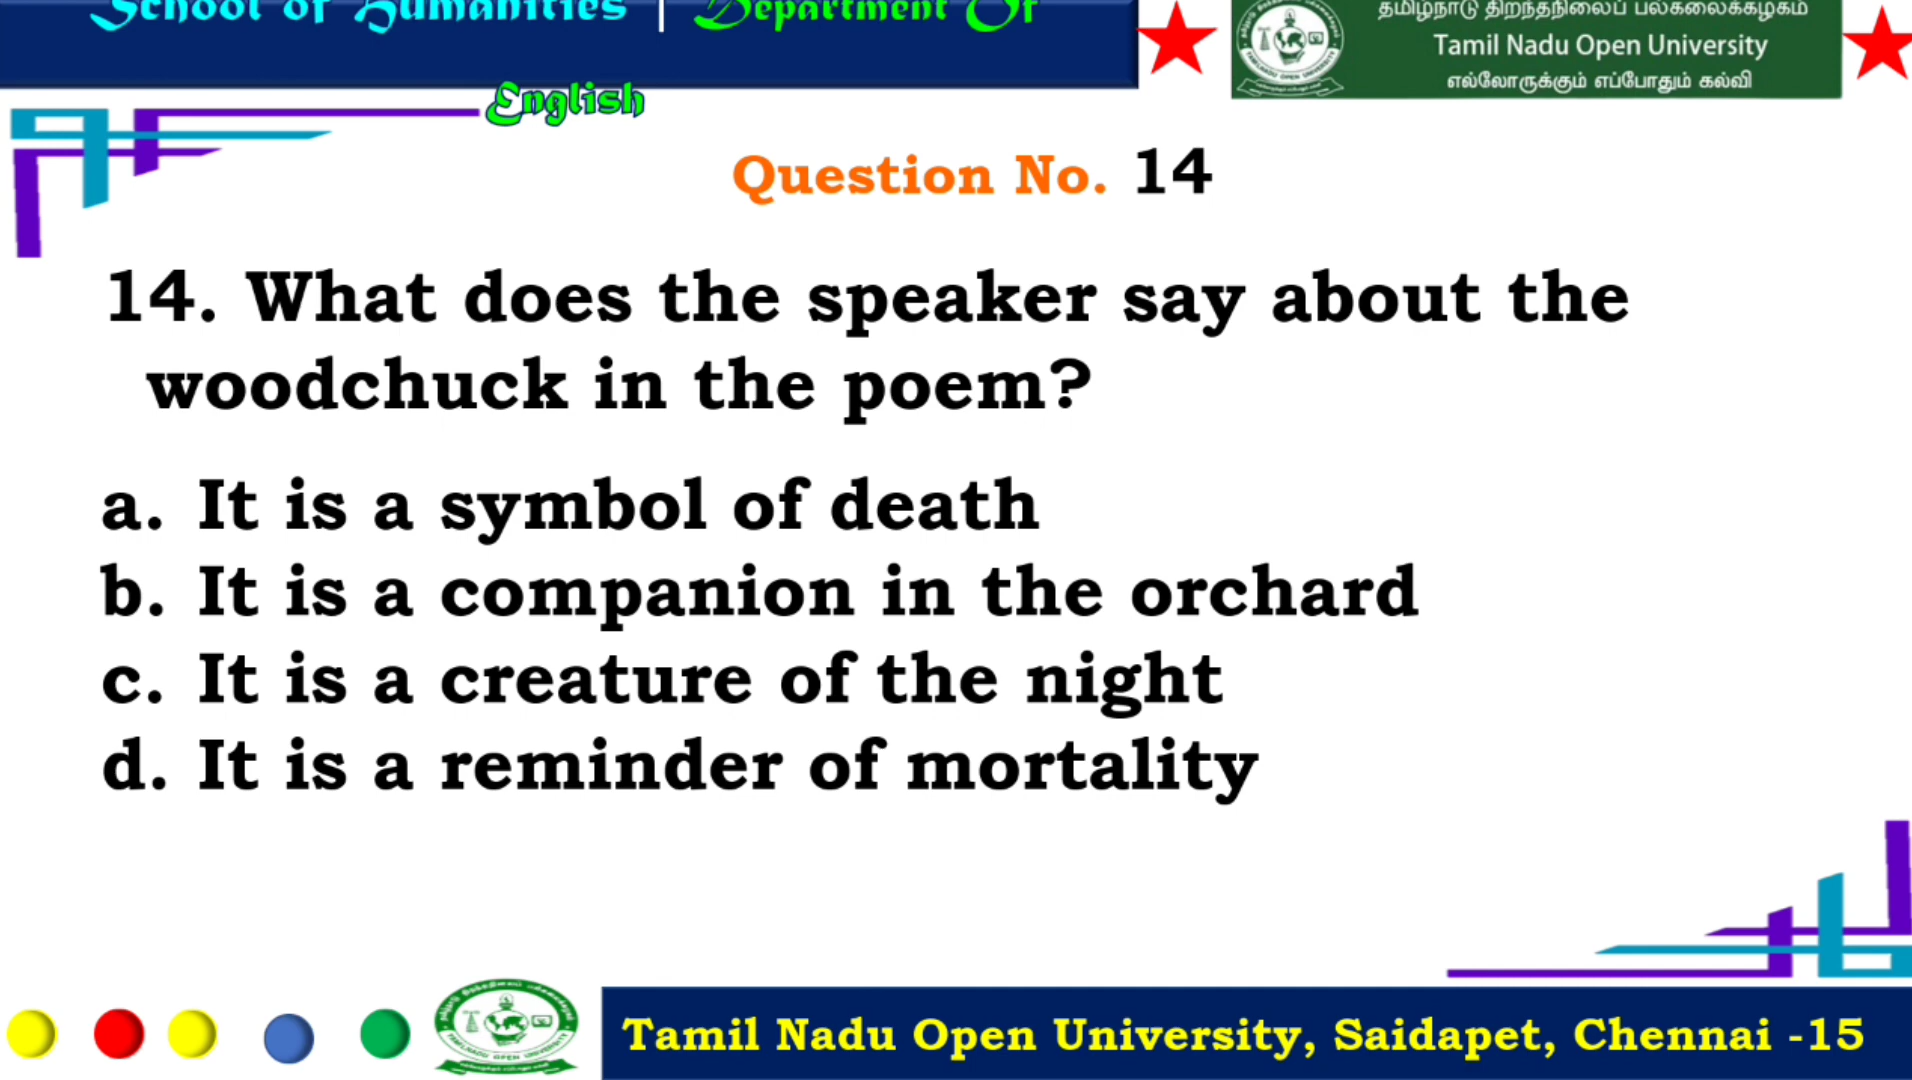 School of Humanities | Department Of
English
தமிழ்நாடு திறந்தநிலைப் பல்கலைக்கழகம்
Tamil Nadu Open University
எல்லோருக்கும் எப்போதும் கல்வி
Question No. 14
14. What does the speaker say about the
woodchuck in the poem?
a. It is a symbol of death
b. It is a companion in the orchard
c. It is a creature of the night
d. It is a reminder of mortality
Tamil Nadu Open University, Saidapet, Chennai -15